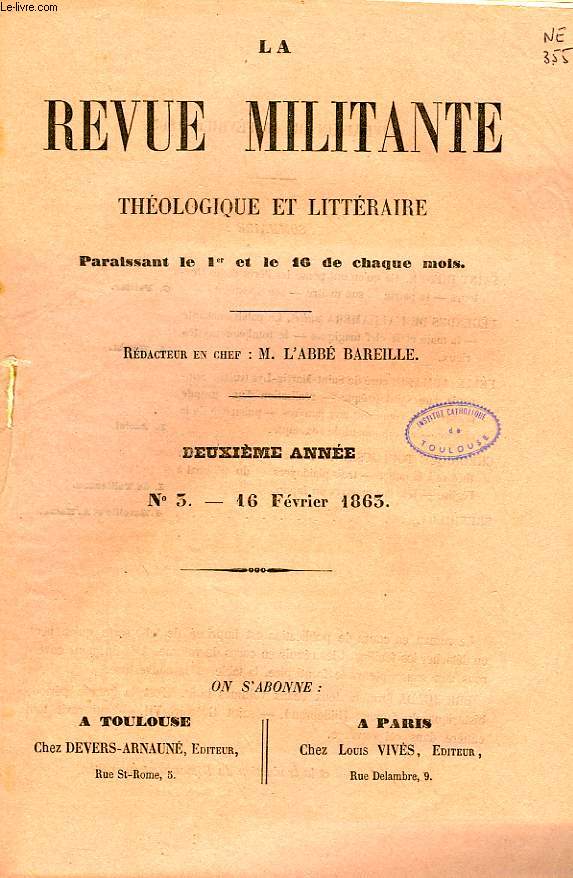 Le-livre.com
NE
355
LA
REVUE MILITANTE
THÉOLOGIQUE ET LITTÉRAIRE
Paraissant le 1er et le 16 de chaque mois.
RÉDACTEUR EN CHEF : M. L'ABBÉ BAREILLE.
INSTITUT CATHOLIQUE
de
TOULOUSE
DEUXIÈME ANNÉE
No 3. — 16 Février 1863.
ON S'ABONNE :
A TOULOUSE
Chez DEVERS-ARNAUNÉ, EDITEUR,
Rue St-Rome, 5.
A PARIS
Chez LOUIS VIVÈS, EDITEUR,
Rue Delambre, 9.